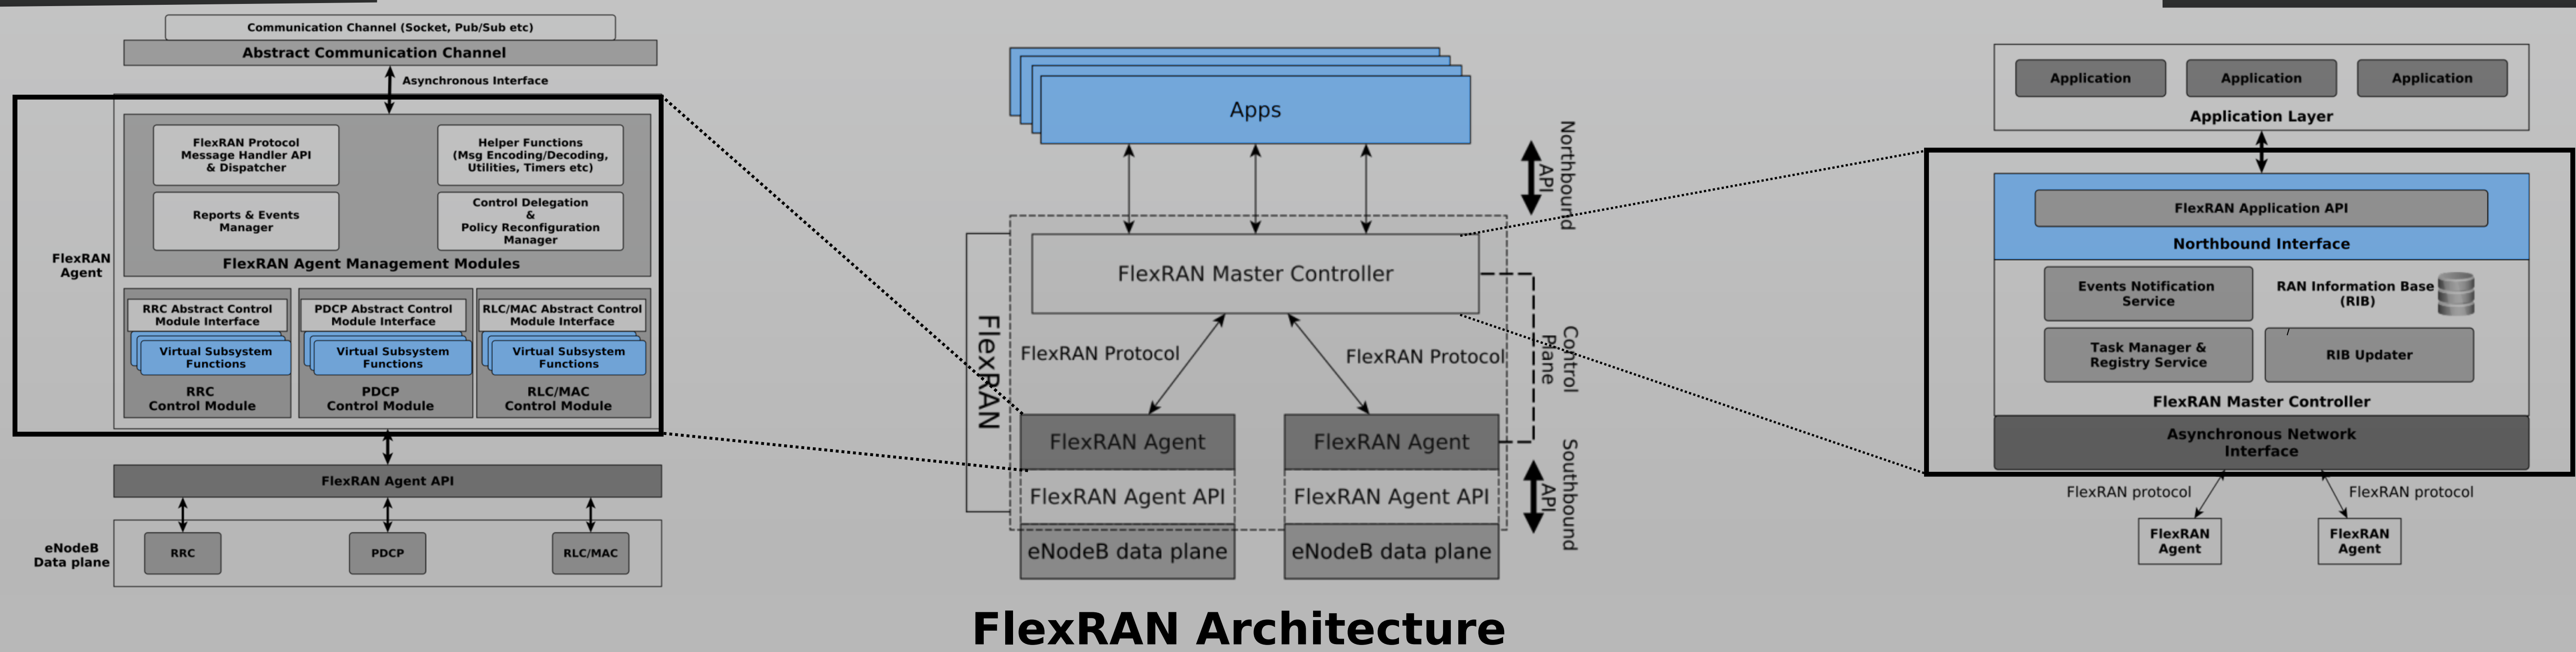 Communication Channel (Socket, Pub/Sub etc)
Abstract Communication Channel
Asynchronous Interface
FlexRAN Protocol
Message Handler API
& Dispatcher
Helper Functions
(Msg Encoding/Decoding,
Utilities, Timers etc)
Reports & Events
Manager
Control Delegation
&
Policy Reconfiguration
Manager
FlexRAN Agent Management Modules
FlexRAN
Agent
RRC Abstract Control
Module Interface
Virtual Subsystem
Functions
RRC
Control Module
PDCP Abstract Control
Module Interface
Virtual Subsystem
Functions
PDCP
Control Module
RLC/MAC Abstract Control
Module Interface
Virtual Subsystem
Functions
RLC/MAC
Control Module
FlexRAN Agent API
eNodeB
Data plane
RRC
PDCP
RLC/MAC
Apps
Northbound
API
FlexRAN Master Controller
FlexRAN
FlexRAN Protocol
FlexRAN Protocol
Control
Plane
FlexRAN Agent
FlexRAN Agent
FlexRAN Agent API
FlexRAN Agent API
Southbound
API
eNodeB data plane
eNodeB data plane
Application
Application
Application
Application Layer
FlexRAN Application API
Northbound Interface
Events Notification
Service
RAN Information Base
(RIB)
Task Manager &
Registry Service
RIB Updater
FlexRAN Master Controller
Asynchronous Network
Interface
FlexRAN protocol
FlexRAN protocol
FlexRAN
Agent
FlexRAN
Agent
FlexRAN Architecture